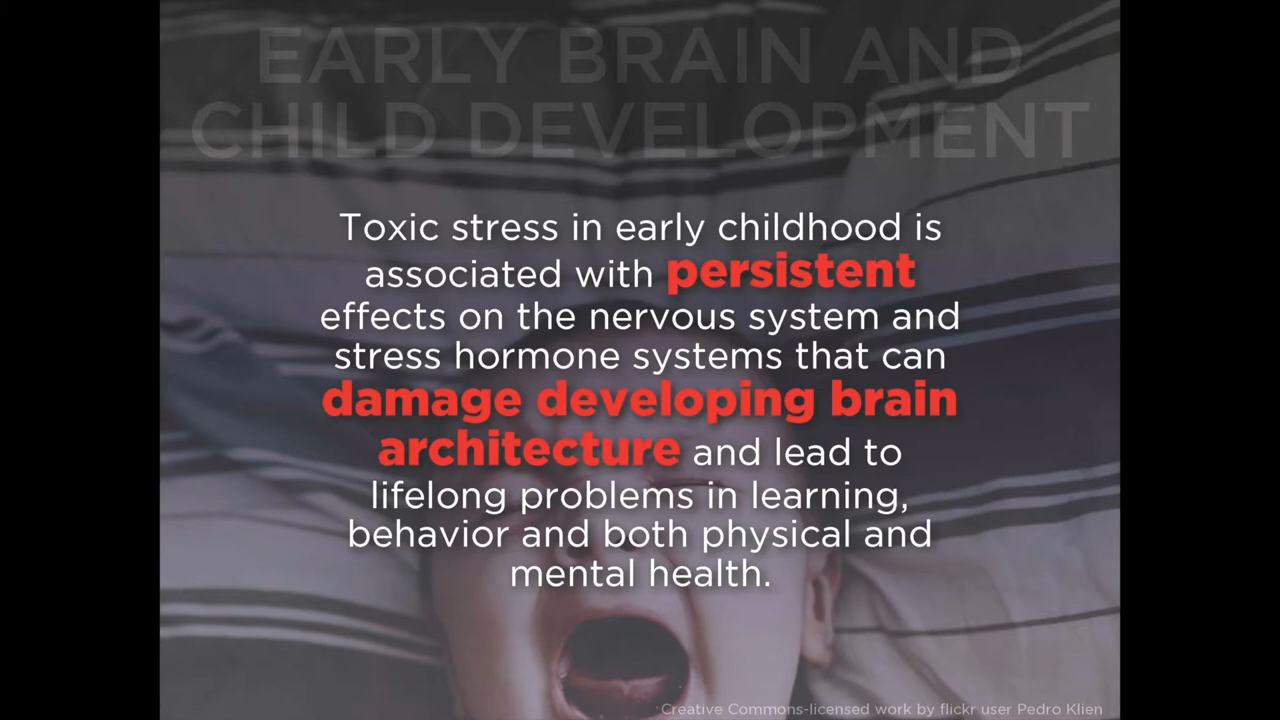 EARLY BRAIN AND
CHILD DEVELOPMENT
Toxic stress in early childhood is
associated with persistent
effects on the nervous system and
stress hormone systems that can
damage developing brain
architecture and lead to
lifelong problems in learning,
behavior and both physical and
mental health.
Creative Commons-licensed work by flickr user Pedro Klien